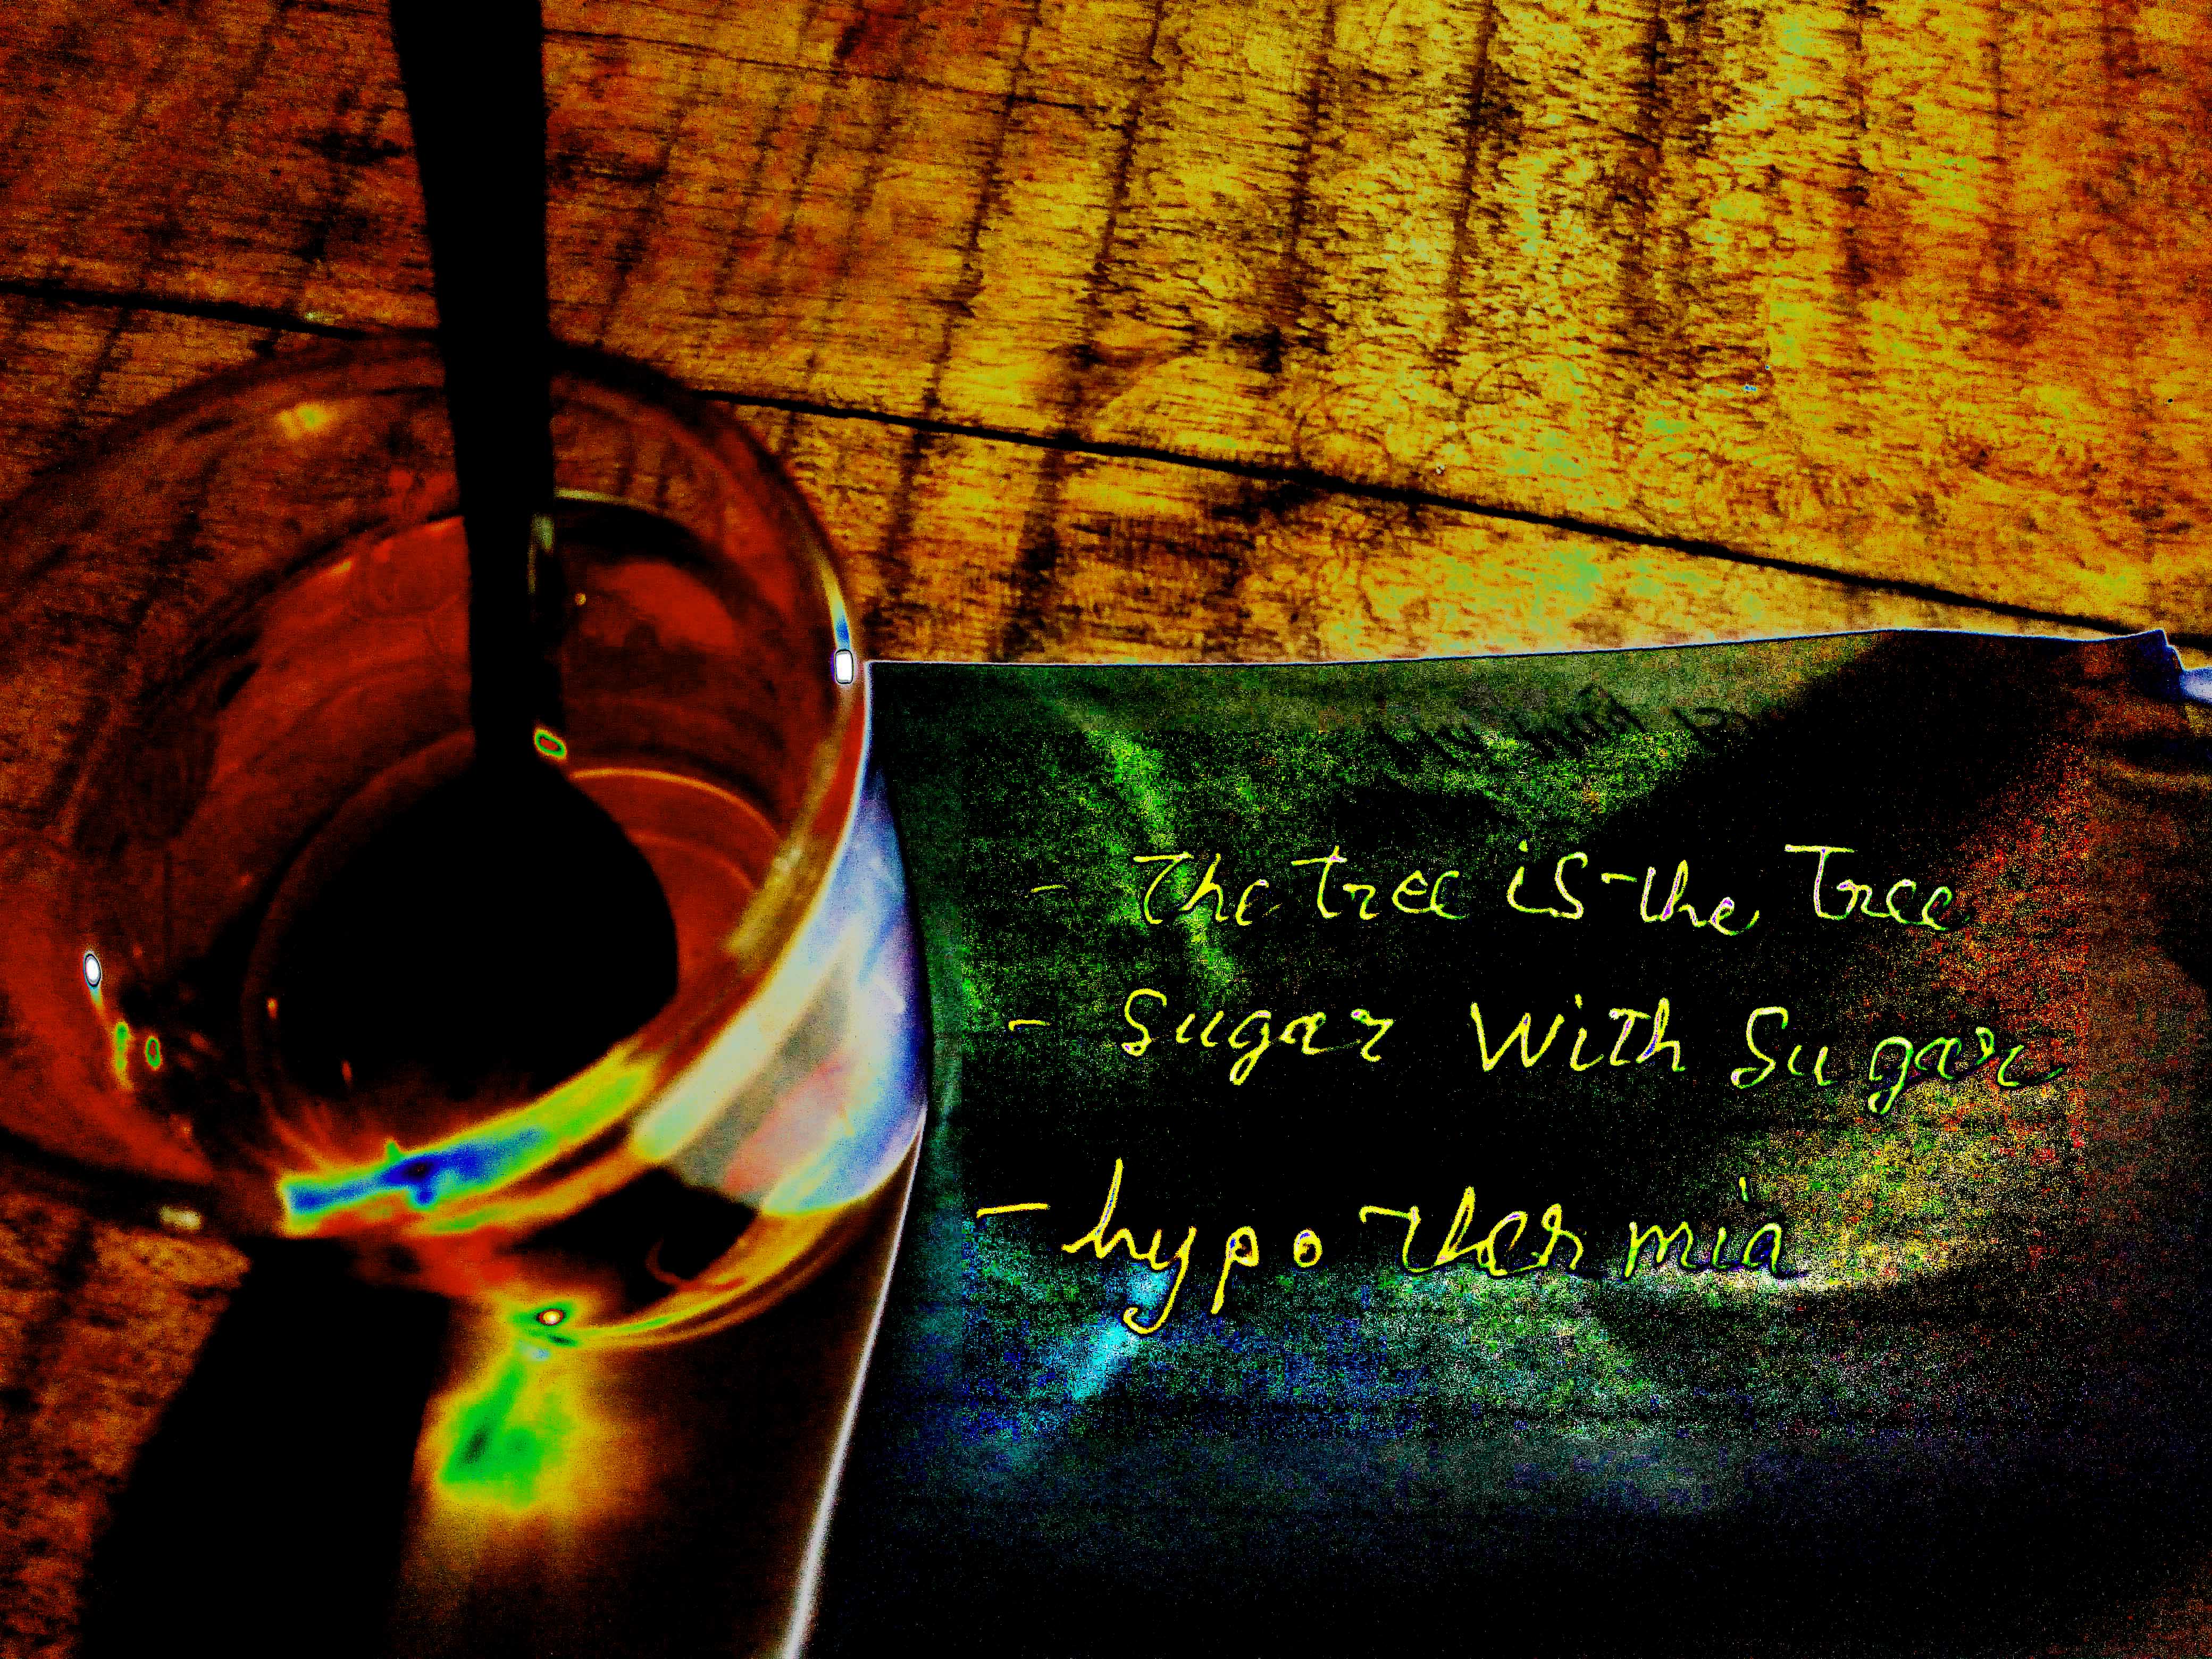 - The tree is the Tree
- Sugar With Sugar
- hypothermia